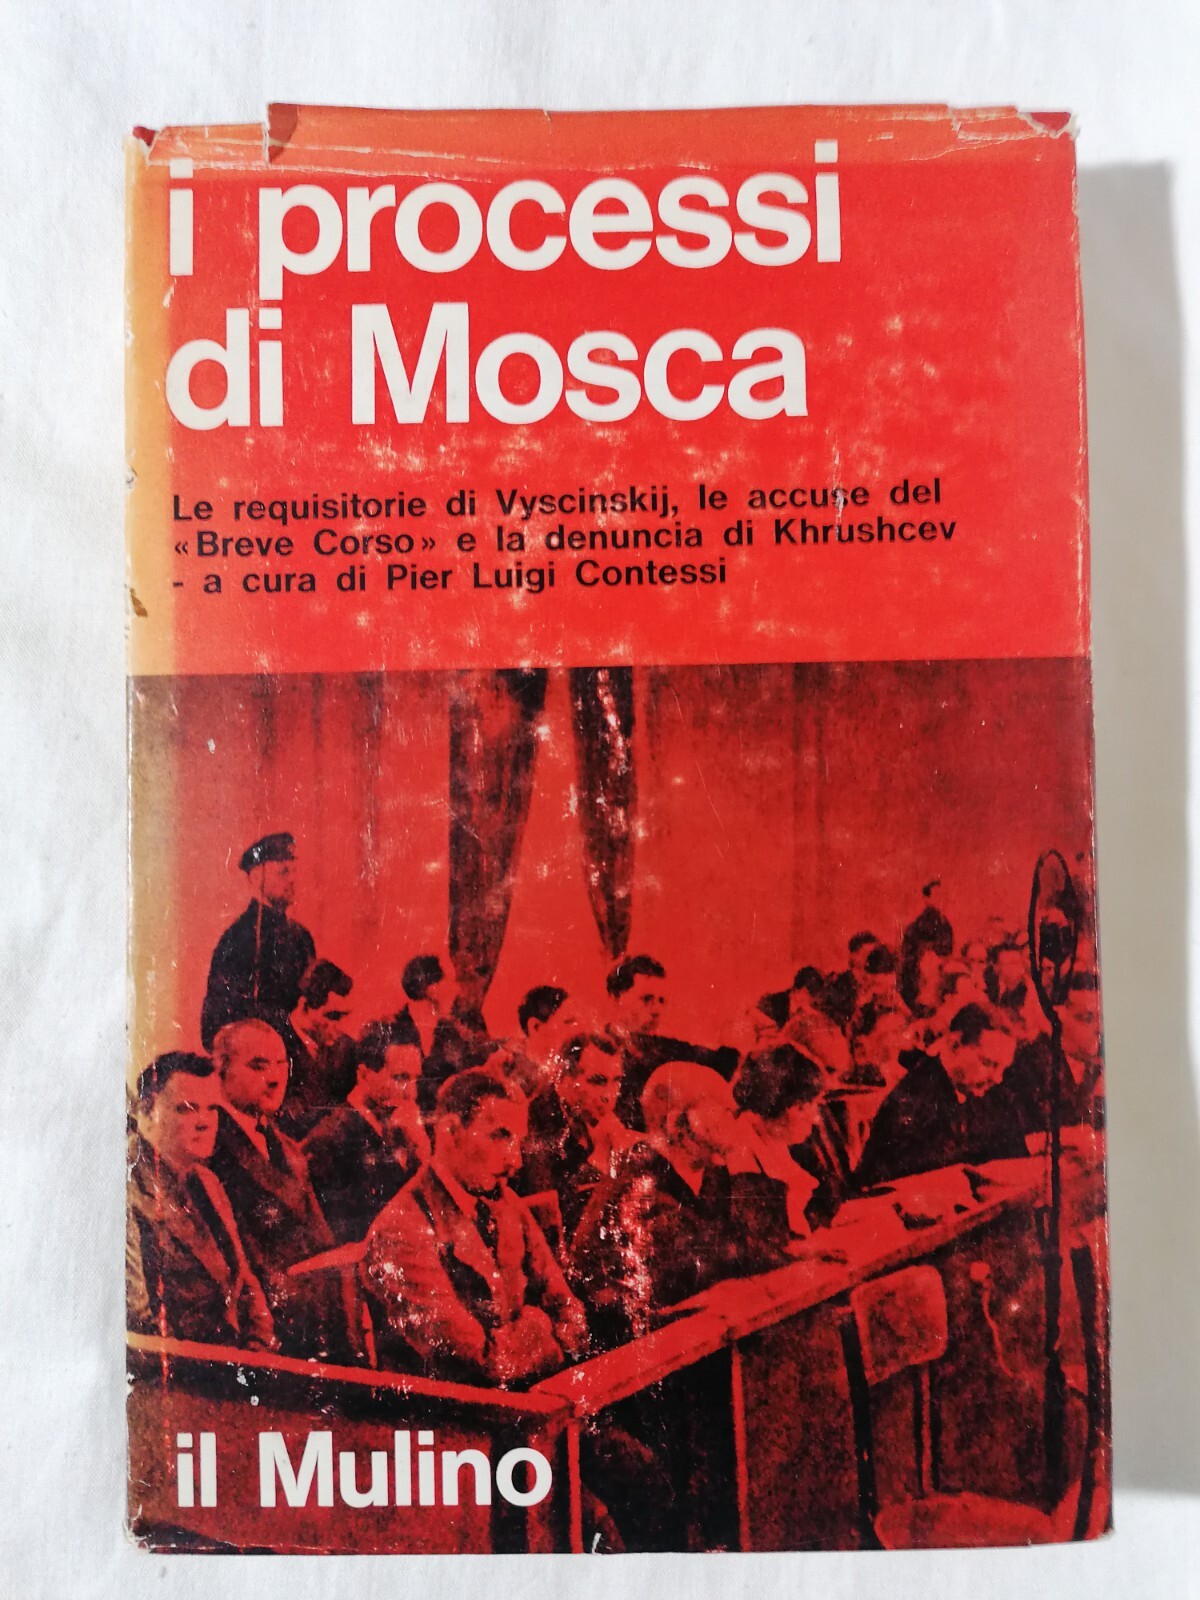 i processi
di Mosca
Le requisitorie di Vyscinskij, le accuse del
«Breve Corso» e la denuncia di Khrushcev
- a cura di Pier Luigi Contessi
il Mulino